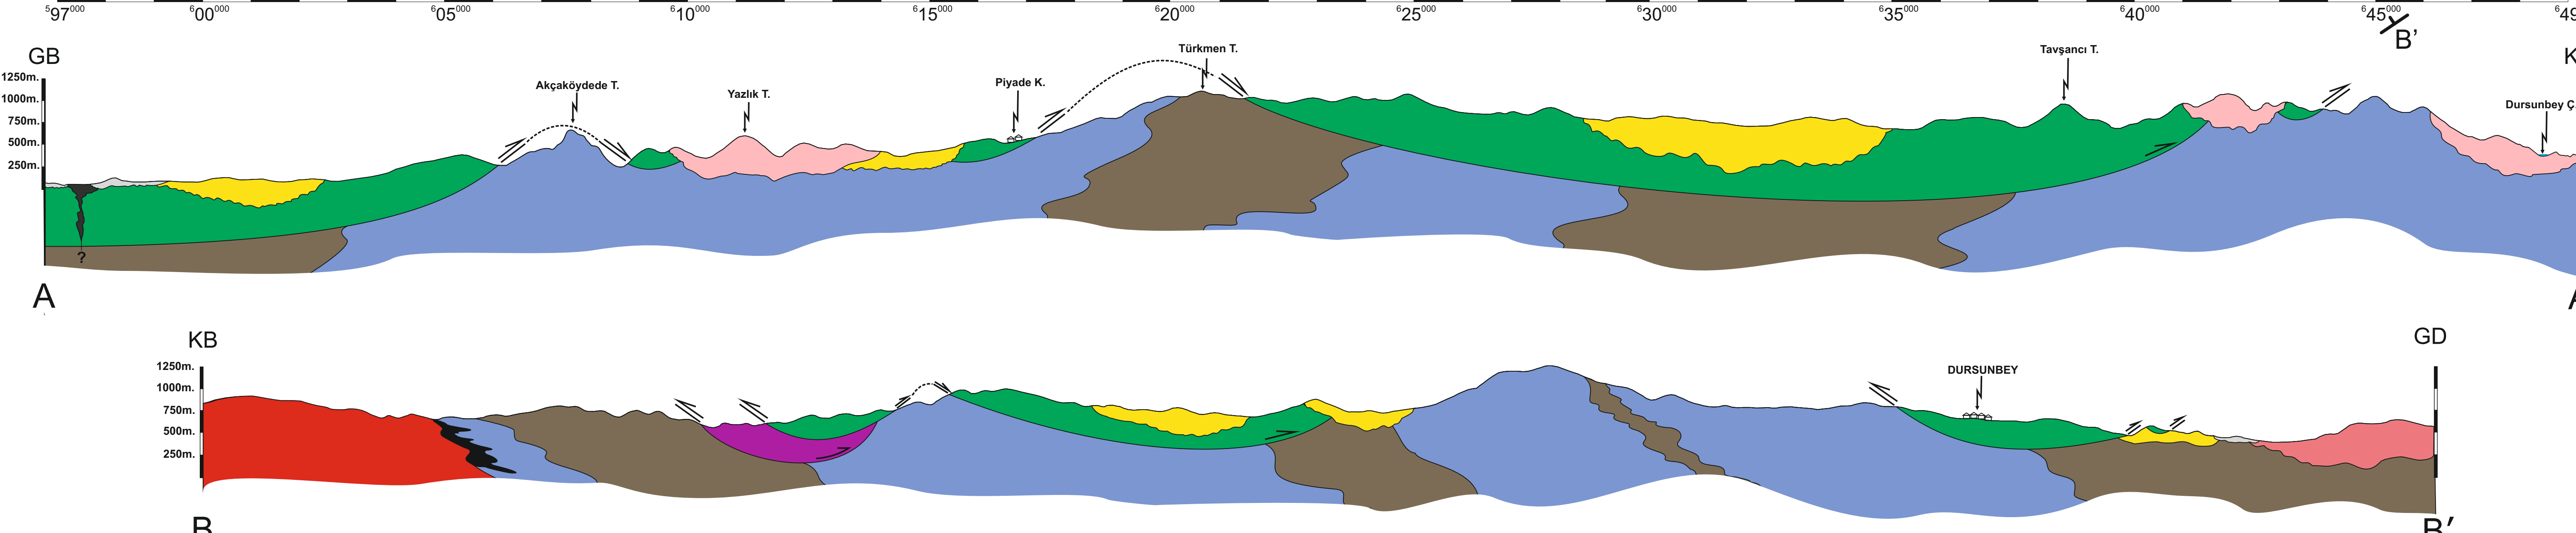 ⁵97⁰⁰⁰ ⁶00⁰⁰⁰ ⁶05⁰⁰⁰ ⁶10⁰⁰⁰ ⁶15⁰⁰⁰ ⁶20⁰⁰⁰ ⁶25⁰⁰⁰ ⁶30⁰⁰⁰ ⁶35⁰⁰⁰ ⁶40⁰⁰⁰ ⁶45⁰⁰⁰ ⁶49
B'
GB
Türkmen T.
Tavşancı T.
K
1250m.
Akçaköydede T.
Piyade K.
Yazlık T.
1000m.
Dursunbey Ç
750m.
500m.
250m.
?
A
KB
GD
1250m.
DURSUNBEY
1000m.
750m.
500m.
250m.
B
B'